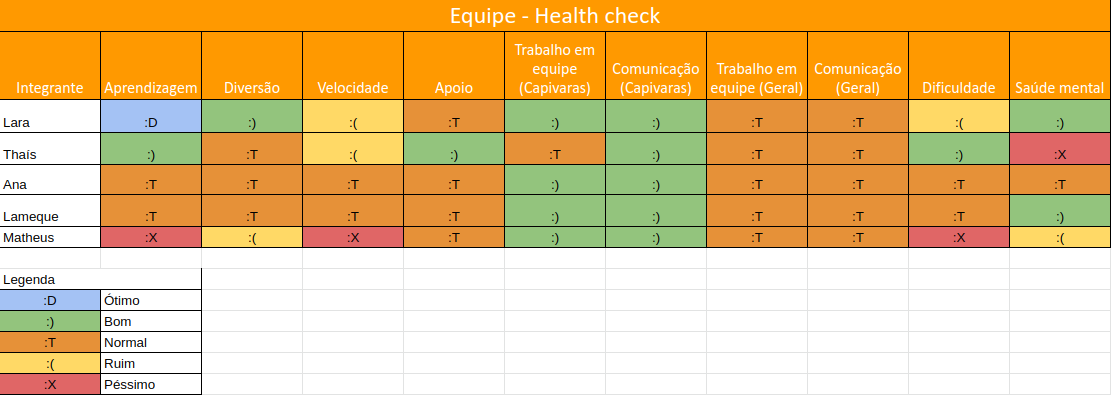 Equipe - Health check
Integrante Aprendizagem Diversão Velocidade Apoio Trabalho em equipe (Capivaras) Comunicação (Capivaras) Trabalho em equipe (Geral) Comunicação (Geral) Dificuldade Saúde mental
Lara :D :) :( :T :) :) :T :T :( :)
Thaís :) :T :( :) :T :) :T :T :) :X
Ana :T :T :T :T :) :) :T :T :T :T
Lameque :T :T :T :T :) :) :T :T :T :)
Matheus :X :( :X :T :) :) :T :T :X :(
Legenda
:D Ótimo
:) Bom
:T Normal
:( Ruim
:X Péssimo